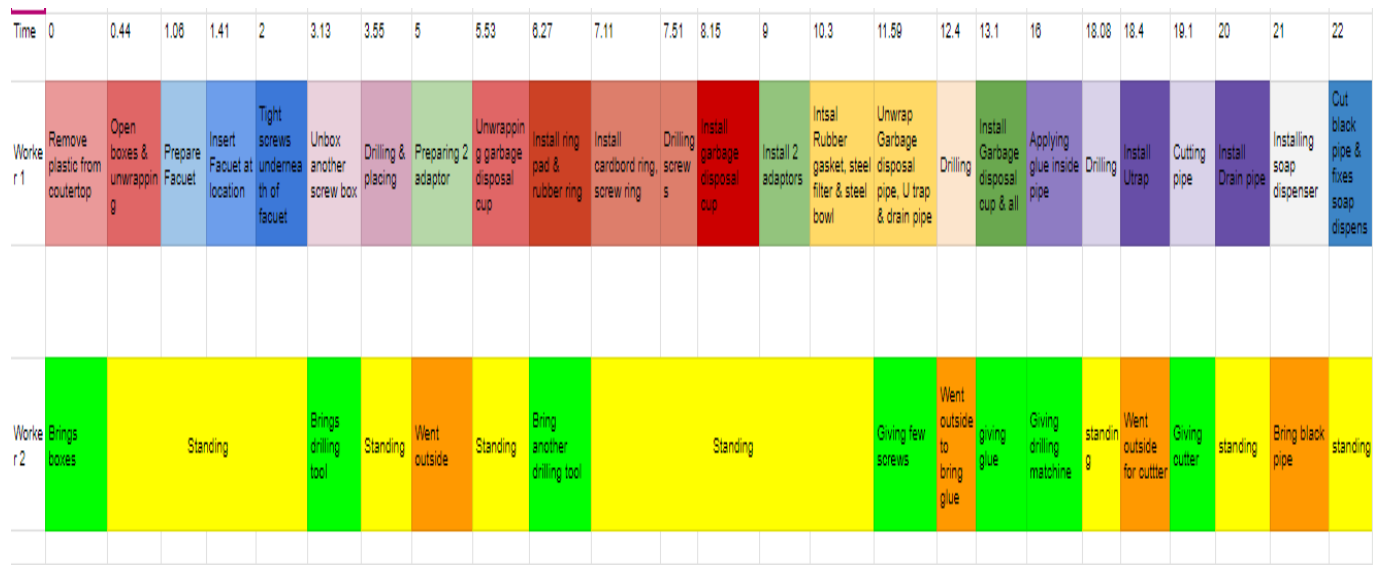 Time 0 0.44 1.06 1.41 2 3.13 3.55 5 5.53 6.27 7.11 7.51 8.15 9 10.3 11.59 12.4 13.1 16 18.08 18.4 19.1 20 21 22
Worke
r 1
Remove
plastic from
coutertop
Open
boxes &
unwrappin
g
Prepare
Facuet
Insert
Facuet at
location
Tight
screws
undernea
th of
facuet
Unbox
another
screw box
Drilling &
placing
Preparing 2
adaptor
Unwrappin
g garbage
disposal
cup
Install ring
pad &
rubber ring
Install
cardbord ring,
screw ring
Drilling
screw
s
Install
garbage
disposal
cup
Install 2
adaptors
Intsal
Rubber
gasket, steel
filter & steel
bowl
Unwrap
Garbage
disposal
pipe, U trap
& drain pipe
Drilling
Install
Garbage
disposal
cup & all
Applying
glue inside
pipe
Drilling
Install
Utrap
Cutting
pipe
Install
Drain pipe
Installing
soap
dispenser
Cut
black
pipe &
fixes
soap
dispens
Worke
r 2
Brings
boxes
Standing
Brings
drilling
tool
Standing
Went
outside
Standing
Bring
another
drilling tool
Standing
Giving few
screws
Went
outside
to
bring
glue
giving
glue
Giving
drilling
matchine
standin
g
Went
outside
for cuttter
Giving
cutter
standing
Bring black
pipe
standing